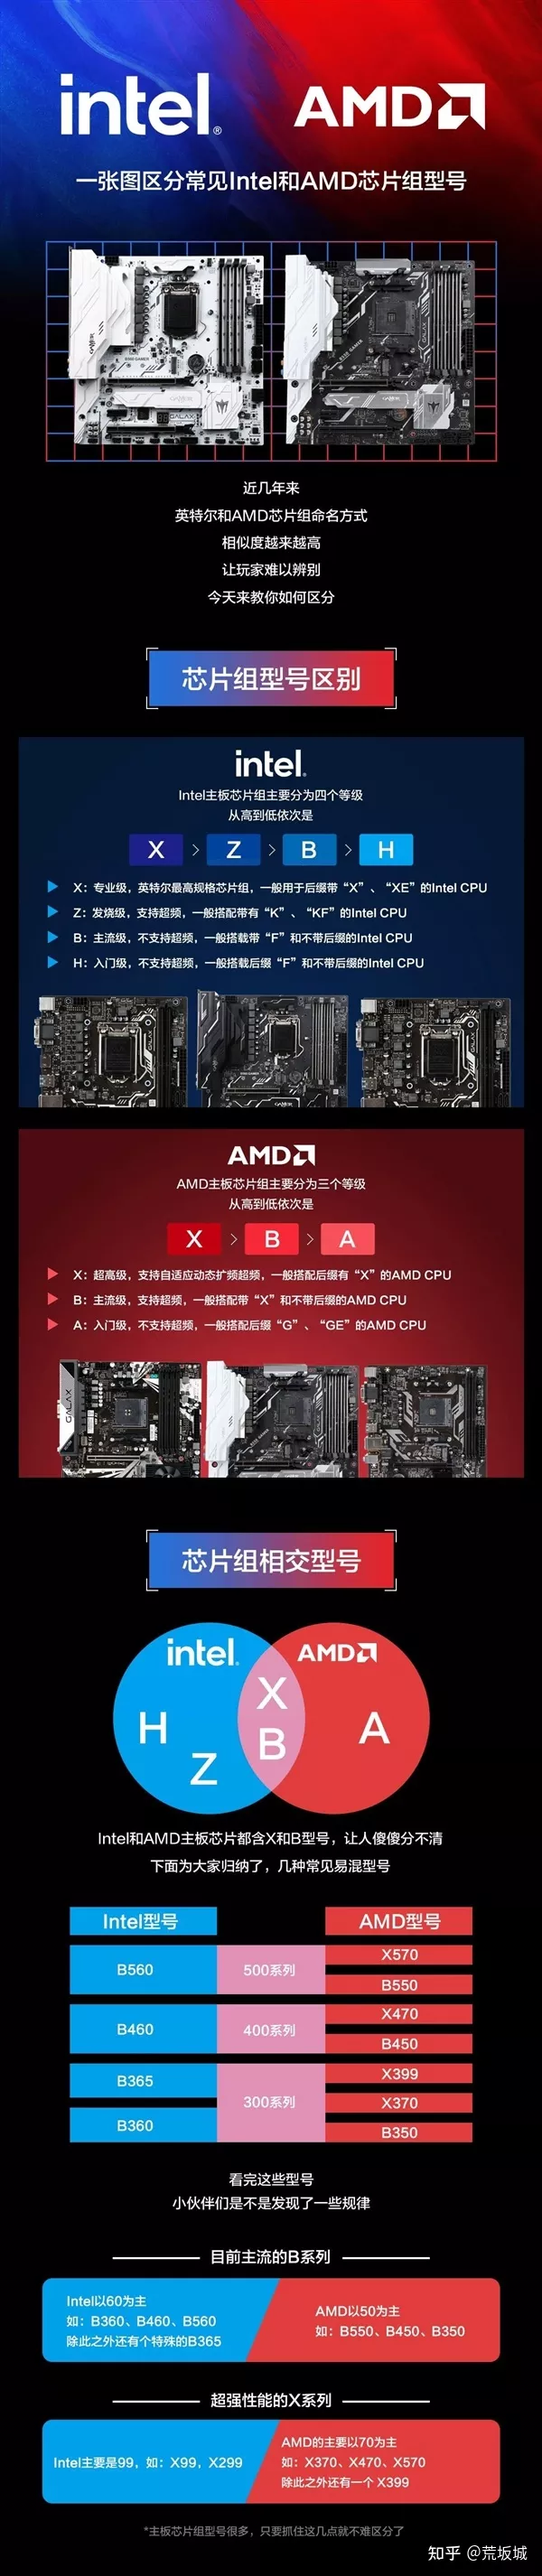 intel®
AMD
一张图区分常见Intel和AMD芯片组型号
近几年来
英特尔和AMD芯片组命名方式
相似度越来越高
让玩家难以辨别
今天来教你如何区分
芯片组型号区别
intel.
Intel主板芯片组主要分为四个等级
从高到低依次是
X > Z > B > H
X：专业级，英特尔最高规格芯片组，一般用于后缀带“X”、“XE”的Intel CPU
Z：发烧级，支持超频，一般搭配带有“K”、“KF”的Intel CPU
B：主流级，不支持超频，一般搭载带“F”和不带后缀的Intel CPU
H：入门级，不支持超频，一般搭载后缀“F”和不带后缀的Intel CPU
AMD
AMD主板芯片组主要分为三个等级
从高到低依次是
X > B > A
X：超高级，支持自适应动态扩频超频，一般搭配后缀有“X”的AMD CPU
B：主流级，支持超频，一般搭配带“X”和不带后缀的AMD CPU
A：入门级，不支持超频，一般搭配后缀“G”、“GE”的AMD CPU
GALAX
芯片组相交型号
intel.
AMD
H
Z
X
B
A
Intel和AMD主板芯片都含X和B型号，让人傻傻分不清
下面为大家归纳了，几种常见易混型号
Intel型号
AMD型号
B560
500系列
X570
B550
B460
400系列
X470
B450
B365
B360
300系列
X399
X370
B350
看完这些型号
小伙伴们是不是发现了一些规律
目前主流的B系列
Intel以60为主
如：B360、B460、B560
除此之外还有个特殊的B365
AMD以50为主
如：B550、B450、B350
超强性能的X系列
Intel主要是99，如：X99，X299
AMD的主要以70为主
如：X370、X470、X570
除此之外还有一个 X399
*主板芯片组型号很多，只要抓住这几点就不难区分了
知乎 @荒坂城